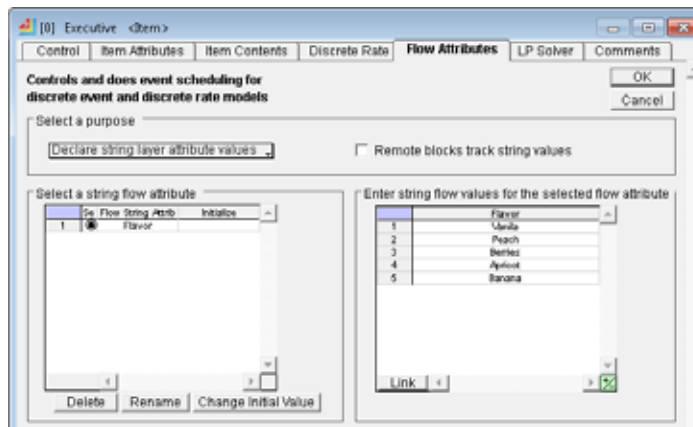 [0] Executive <Item>
Control Item Attributes Item Contents Discrete Rate Flow Attributes LP Solver Comments
Controls and does event scheduling for
discrete event and discrete rate models
OK
Cancel
Select a purpose
Declare string layer attribute values
Remote blocks track string values
Select a string flow attribute
Se Flow String Attrib Initialize
1 Flavor
Delete Rename Change Initial Value
Enter string flow values for the selected flow attribute
Flavor
1 Vanilla
2 Peach
3 Berries
4 Apricot
5 Banana
Link